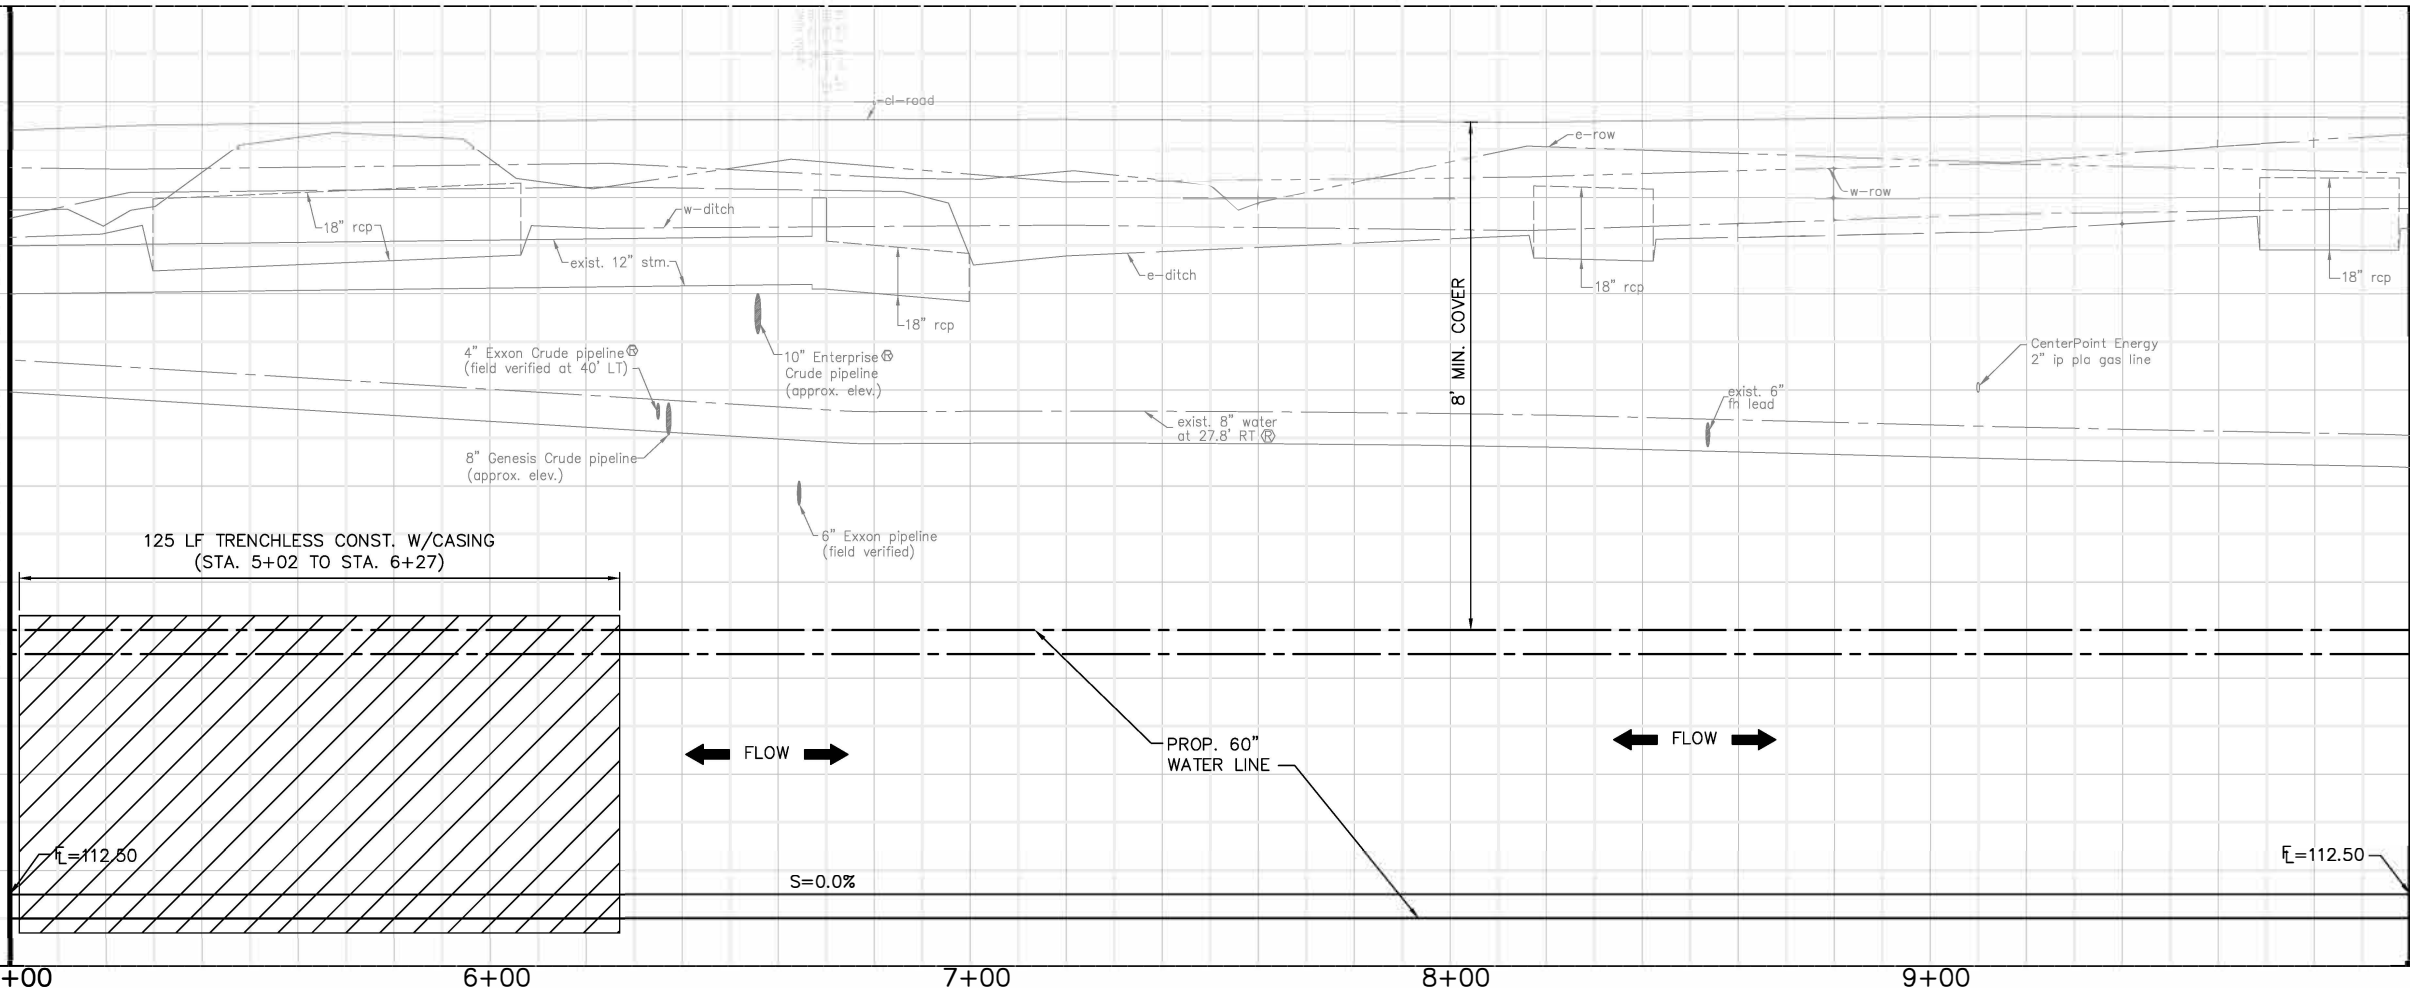 cl-road
e-row
w-row
w-ditch
18" rcp
exist. 12" stm.
e-ditch
18" rcp
18" rcp
18" rcp
8' MIN. COVER
4" Exxon Crude pipeline Ⓡ
(field verified at 40' LT)
10" Enterprise Ⓡ
Crude pipeline
(approx. elev.)
CenterPoint Energy
2" ip pla gas line
exist. 6"
fh lead
exist. 8" water
at 27.8' RT Ⓡ
8" Genesis Crude pipeline
(approx. elev.)
6" Exxon pipeline
(field verified)
125 LF TRENCHLESS CONST. W/CASING
(STA. 5+02 TO STA. 6+27)
FLOW
PROP. 60"
WATER LINE
FLOW
FL=112.50
S=0.0%
FL=112.50
+00
6+00
7+00
8+00
9+00